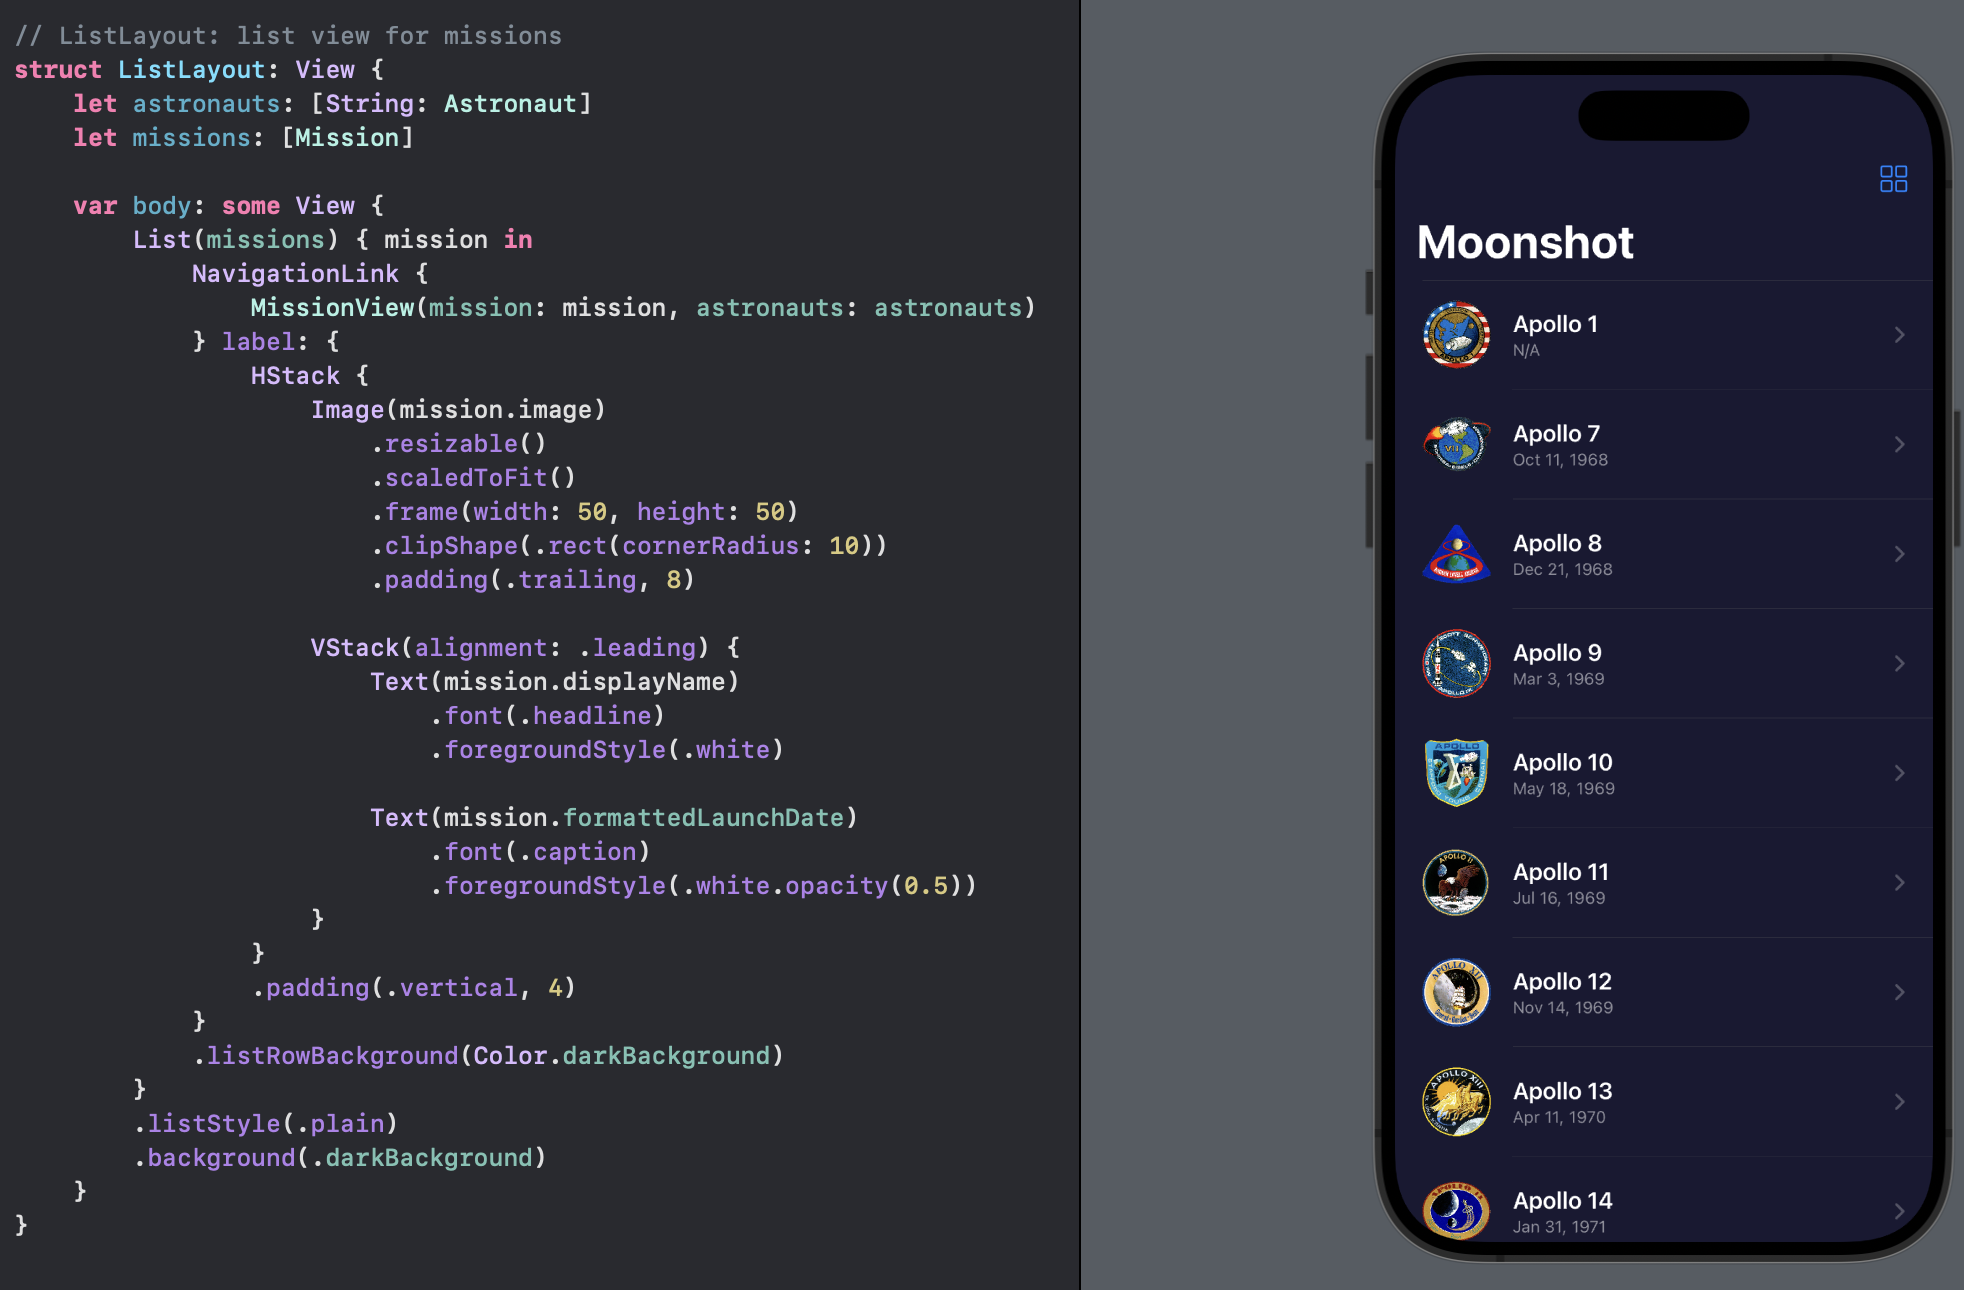 // ListLayout: list view for missions
struct ListLayout: View {
    let astronauts: [String: Astronaut]
    let missions: [Mission]

    var body: some View {
        List(missions) { mission in
            NavigationLink {
                MissionView(mission: mission, astronauts: astronauts)
            } label: {
                HStack {
                    Image(mission.image)
                        .resizable()
                        .scaledToFit()
                        .frame(width: 50, height: 50)
                        .clipShape(.rect(cornerRadius: 10))
                        .padding(.trailing, 8)

                    VStack(alignment: .leading) {
                        Text(mission.displayName)
                            .font(.headline)
                            .foregroundStyle(.white)

                        Text(mission.formattedLaunchDate)
                            .font(.caption)
                            .foregroundStyle(.white.opacity(0.5))
                    }
                }
                .padding(.vertical, 4)
            }
            .listRowBackground(Color.darkBackground)
        }
        .listStyle(.plain)
        .background(.darkBackground)
    }
}
Moonshot
Apollo 1
N/A
Apollo 7
Oct 11, 1968
Apollo 8
Dec 21, 1968
Apollo 9
Mar 3, 1969
Apollo 10
May 18, 1969
Apollo 11
Jul 16, 1969
Apollo 12
Nov 14, 1969
Apollo 13
Apr 11, 1970
Apollo 14
Jan 31, 1971